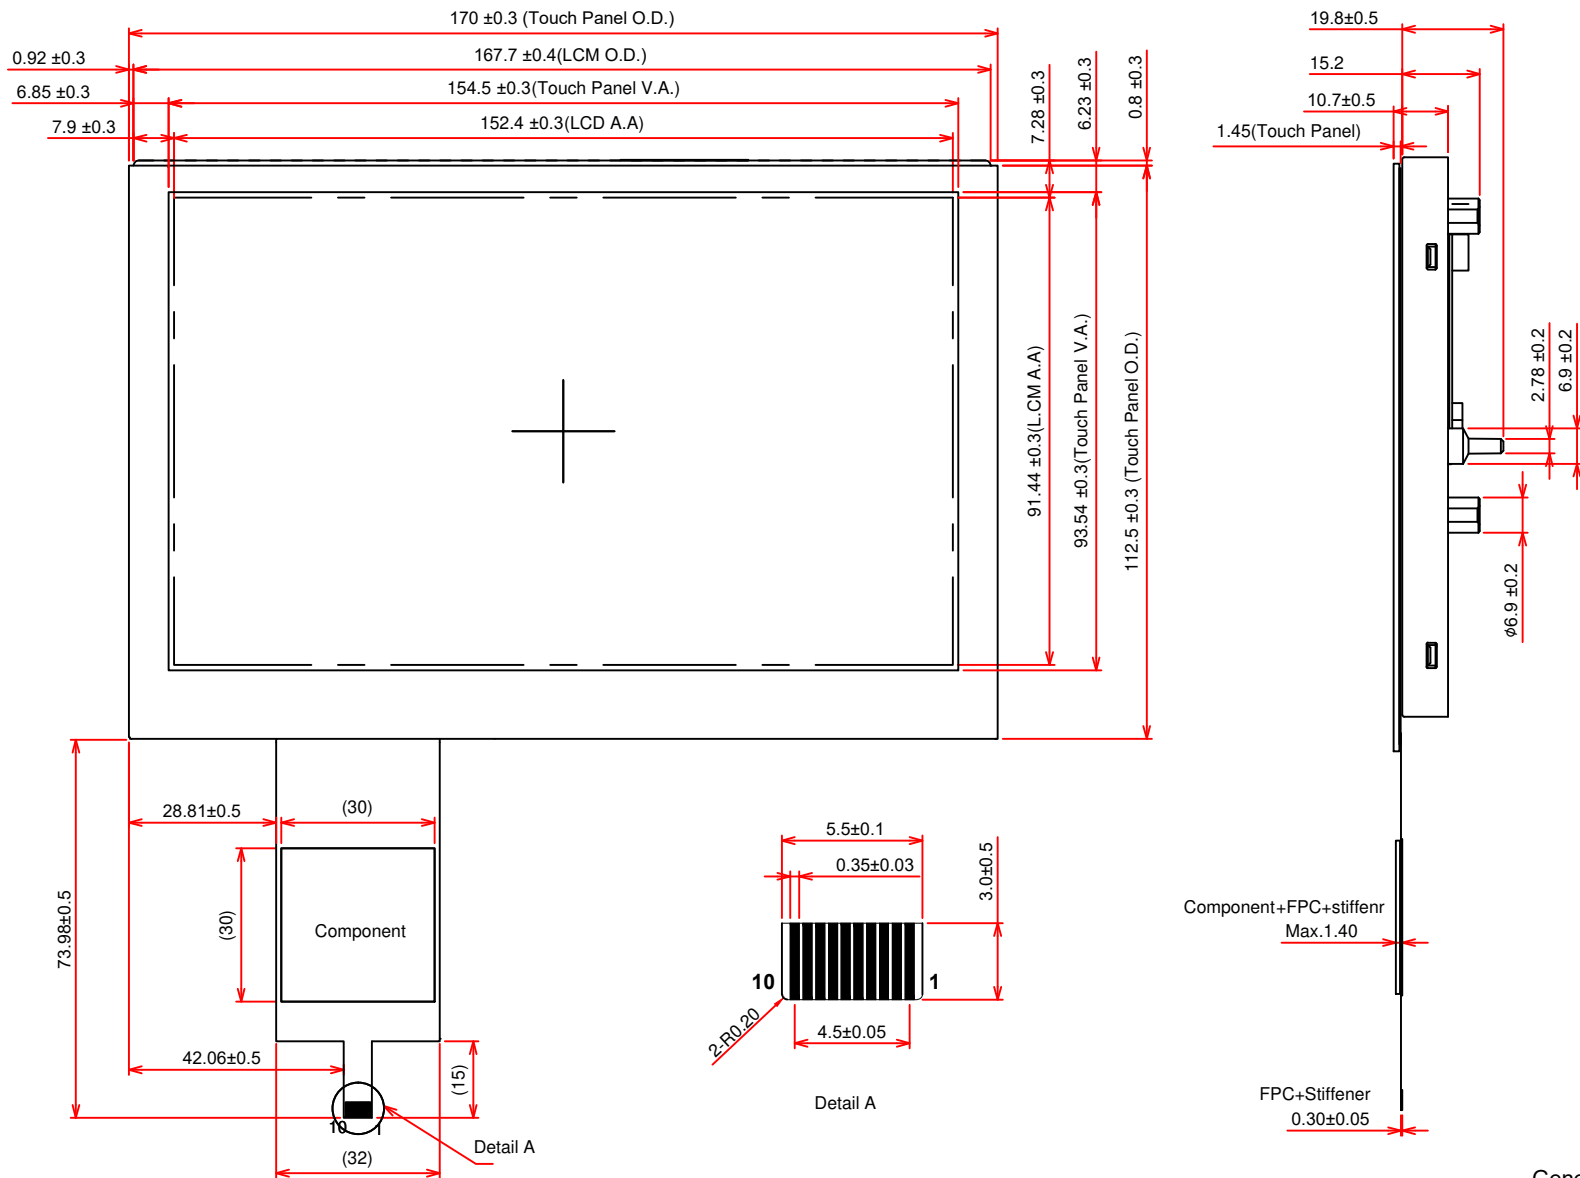 170 ±0.3 (Touch Panel O.D.)
19.8±0.5
0.92 ±0.3
167.7 ±0.4(LCM O.D.)
15.2
6.85 ±0.3
154.5 ±0.3(Touch Panel V.A.)
10.7±0.5
7.9 ±0.3
152.4 ±0.3(LCD A.A)
7.28 ±0.3
6.23 ±0.3
0.8 ±0.3
1.45(Touch Panel)
91.44 ±0.3(L.CM A.A)
93.54 ±0.3(Touch Panel V.A.)
112.5 ±0.3 (Touch Panel O.D.)
2.78 ±0.2
6.9 ±0.2
ϕ6.9 ±0.2
28.81±0.5
(30)
73.98±0.5
(30)
Component
5.5±0.1
0.35±0.03
3.0±0.5
10
1
2-R0.20
4.5±0.05
Detail A
Component+FPC+stiffenr
Max.1.40
42.06±0.5
(15)
10
1
Detail A
(32)
FPC+Stiffener
0.30±0.05